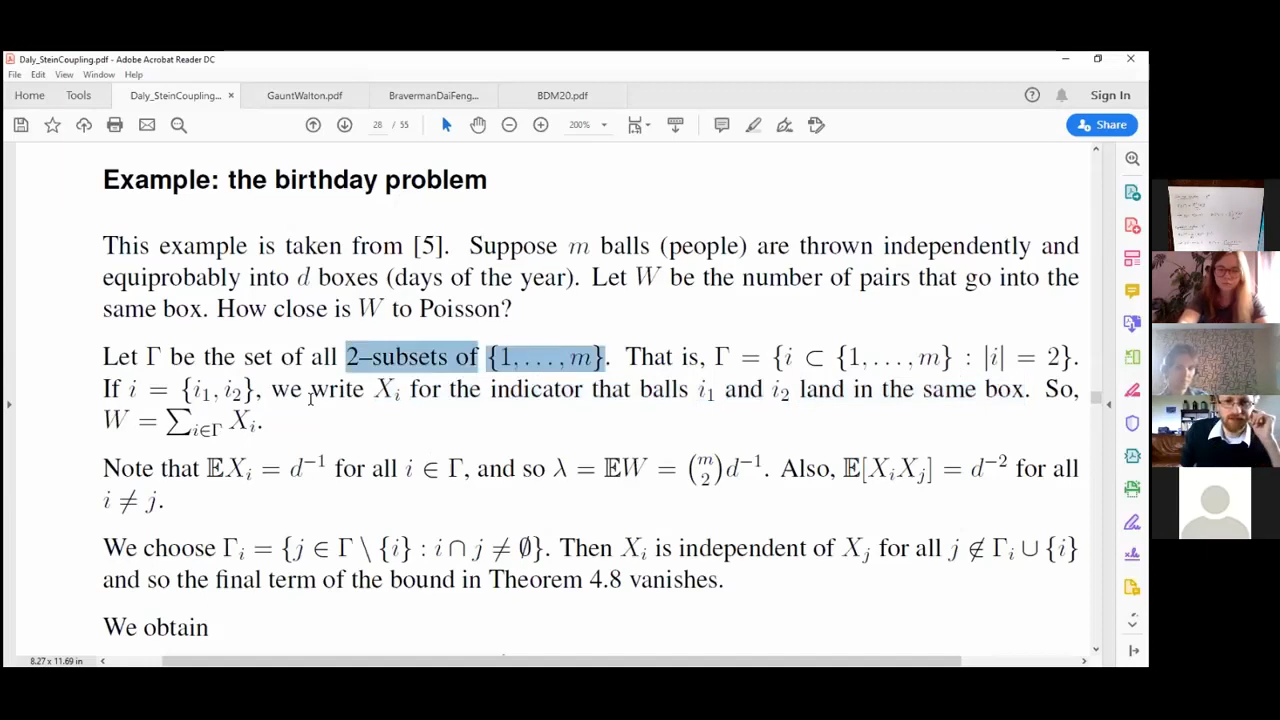 Daly_SteinCoupling.pdf - Adobe Acrobat Reader DC
File Edit View Window Help
Home Tools Daly_SteinCoupling... × GauntWalton.pdf BravermanDaiFeng... BDM20.pdf Sign In
28 / 55 200% Share
Example: the birthday problem
This example is taken from [5]. Suppose m balls (people) are thrown independently and
equiprobably into d boxes (days of the year). Let W be the number of pairs that go into the
same box. How close is W to Poisson?
Let Γ be the set of all 2–subsets of {1, . . . , m}. That is, Γ = {i ⊂ {1, . . . , m} : |i| = 2}.
If i = {i₁, i₂}, we write Xᵢ for the indicator that balls i₁ and i₂ land in the same box. So,
W = ∑_{i∈Γ} Xᵢ.
Note that 𝔼Xᵢ = d⁻¹ for all i ∈ Γ, and so λ = 𝔼W = (m 2)d⁻¹. Also, 𝔼[XᵢXⱼ] = d⁻² for all
i ≠ j.
We choose Γᵢ = {j ∈ Γ \ {i} : i ∩ j ≠ ∅}. Then Xᵢ is independent of Xⱼ for all j ∉ Γᵢ ∪ {i}
and so the final term of the bound in Theorem 4.8 vanishes.
We obtain
8.27 x 11.69 in